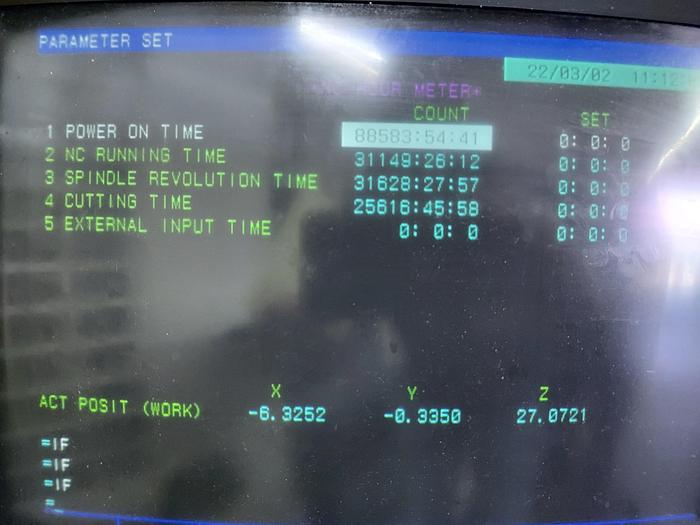 PARAMETER SET
22/03/02 11:12
HOUR METER*
COUNT SET
1 POWER ON TIME 88583:54:41 0: 0: 0
2 NC RUNNING TIME 31149:26:12 0: 0: 0
3 SPINDLE REVOLUTION TIME 31628:27:57 0: 0: 0
4 CUTTING TIME 25616:45:58 0: 0: 0
5 EXTERNAL INPUT TIME 0: 0: 0 0: 0: 0
X Y Z
ACT POSIT (WORK) -6.3252 -0.3350 27.0721
=IF
=IF
=IF
=_